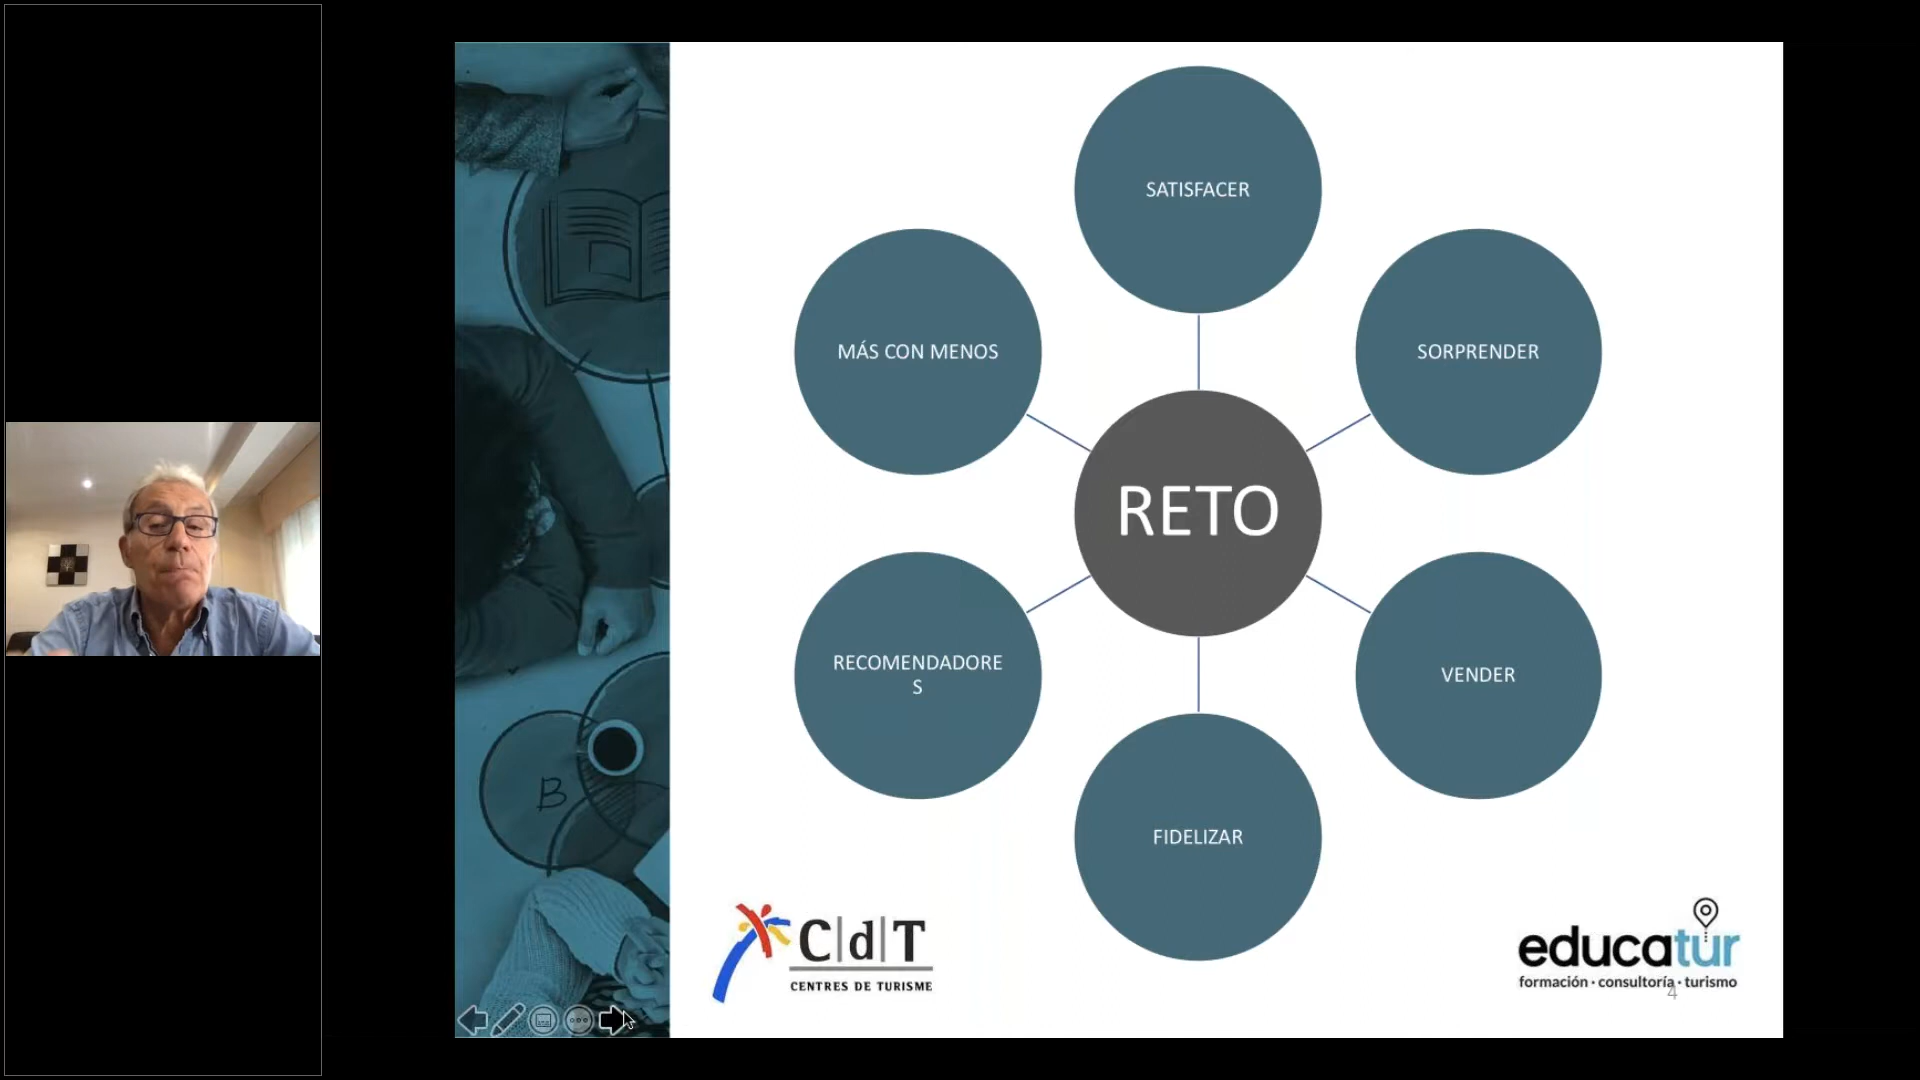 SATISFACER
MÁS CON MENOS
SORPRENDER
RETO
RECOMENDADORE
S
VENDER
FIDELIZAR
B
C|d|T
CENTRES DE TURISME
educatur
formación · consultoría · turismo
4